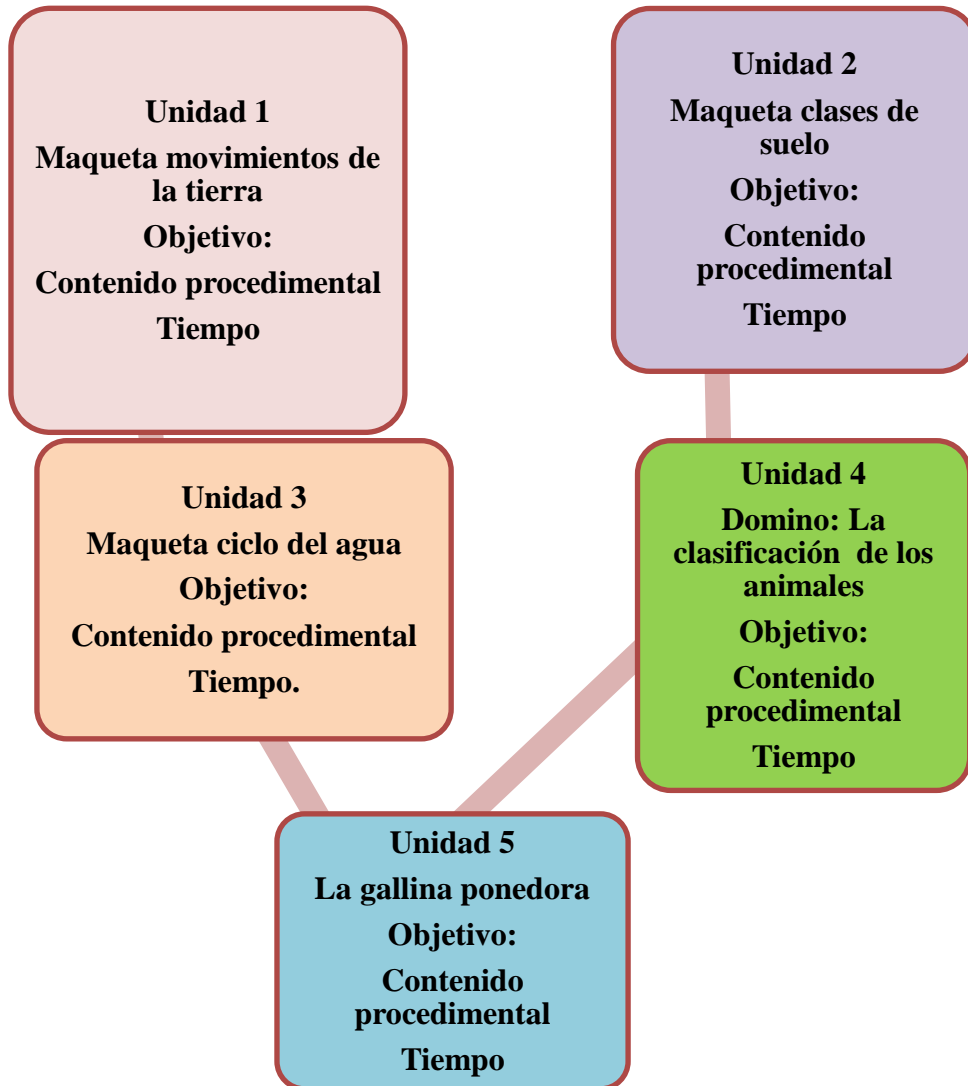 Unidad 1
Maqueta movimientos de
la tierra
Objetivo:
Contenido procedimental
Tiempo
Unidad 2
Maqueta clases de
suelo
Objetivo:
Contenido
procedimental
Tiempo
Unidad 3
Maqueta ciclo del agua
Objetivo:
Contenido procedimental
Tiempo.
Unidad 4
Domino: La
clasificación de los
animales
Objetivo:
Contenido
procedimental
Tiempo
Unidad 5
La gallina ponedora
Objetivo:
Contenido
procedimental
Tiempo